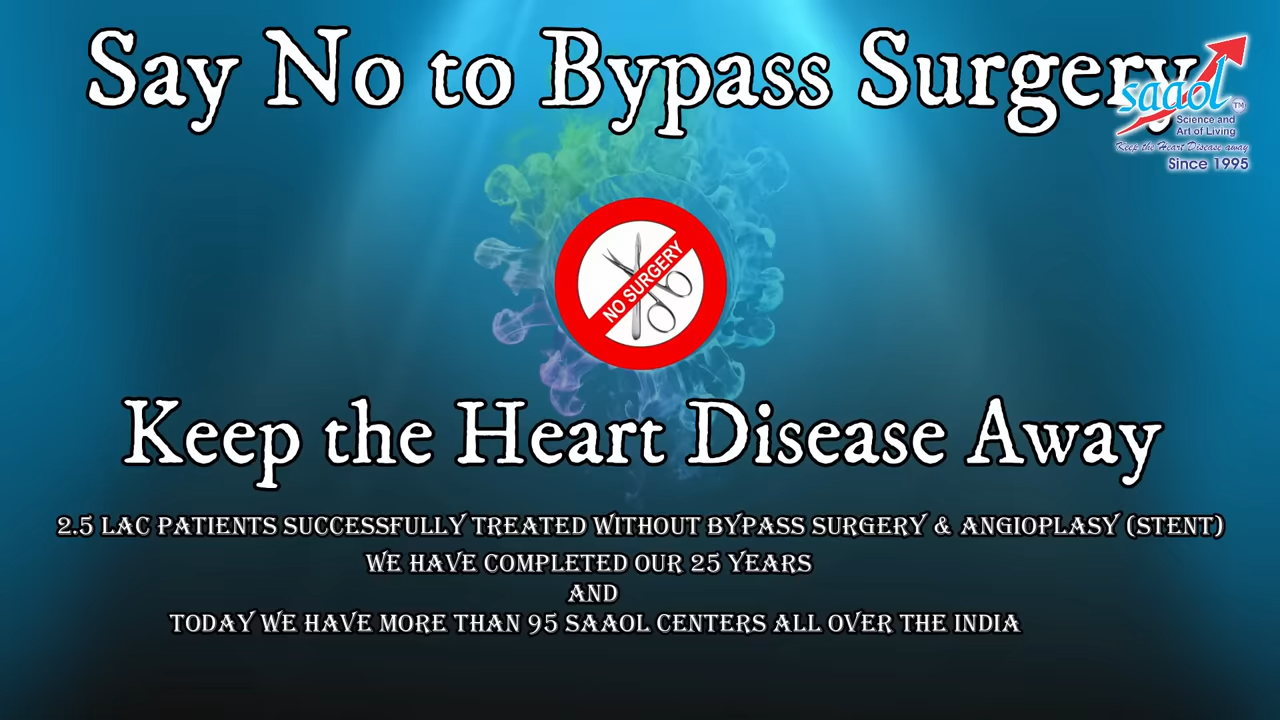 Say No to Bypass Surgery
saaol TM
Science and
Art of Living
Keep the Heart Disease away
Since 1995
NO SURGERY
Keep the Heart Disease Away
2.5 LAC PATIENTS SUCCESSFULLY TREATED WITHOUT BYPASS SURGERY & ANGIOPLASY (STENT)
WE HAVE COMPLETED OUR 25 YEARS
AND
TODAY WE HAVE MORE THAN 95 SAAOL CENTERS ALL OVER THE INDIA